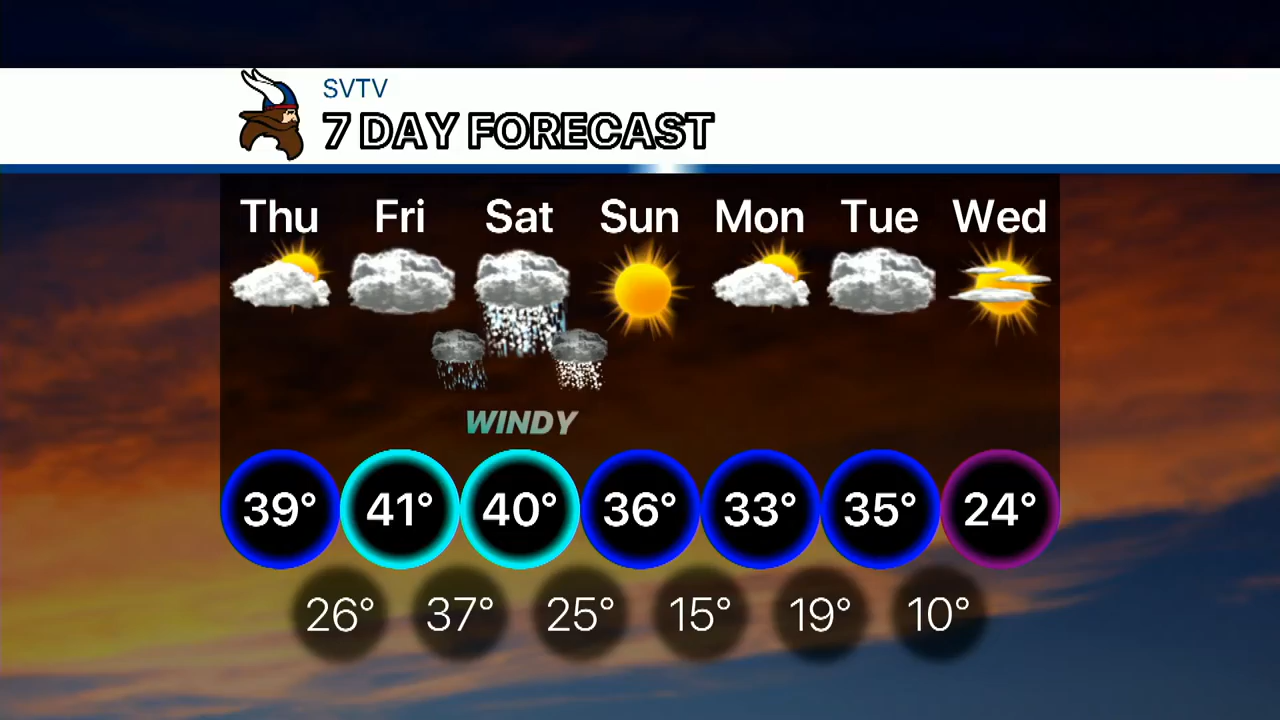 SVTV
7 DAY FORECAST
Thu Fri Sat Sun Mon Tue Wed
WINDY
39° 41° 40° 36° 33° 35° 24°
26° 37° 25° 15° 19° 10°